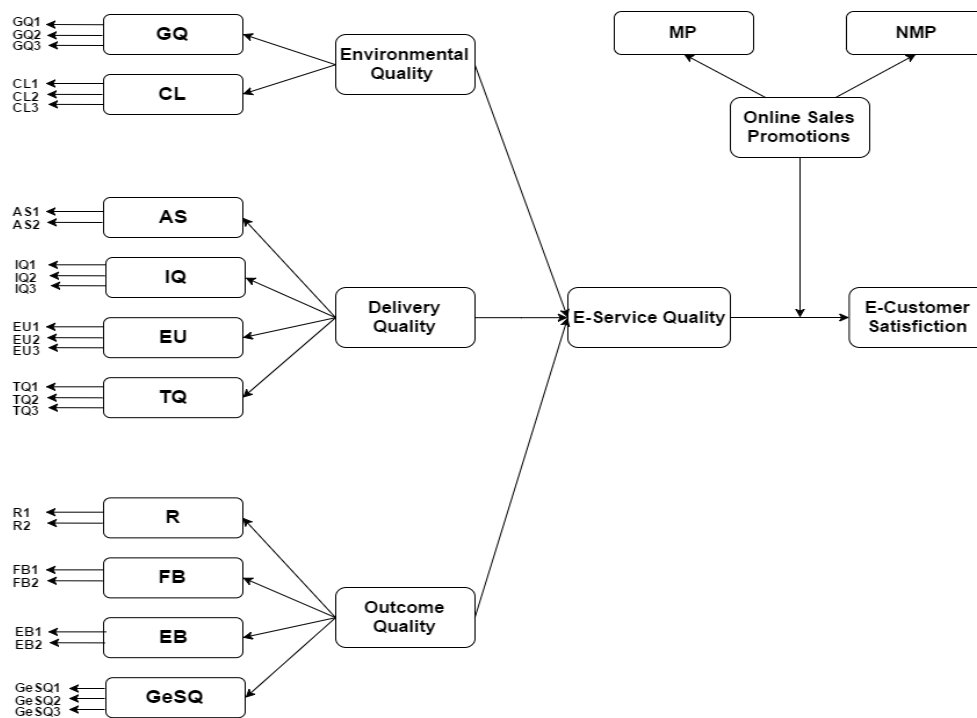 GQ1
GQ2
GQ3
GQ
CL1
CL2
CL3
CL
Environmental
Quality
MP
NMP
Online Sales
Promotions
AS1
AS2
AS
IQ1
IQ2
IQ3
IQ
EU1
EU2
EU3
EU
TQ1
TQ2
TQ3
TQ
Delivery
Quality
E-Service Quality
E-Customer
Satisfiction
R1
R2
R
FB1
FB2
FB
EB1
EB2
EB
GeSQ1
GeSQ2
GeSQ3
GeSQ
Outcome
Quality